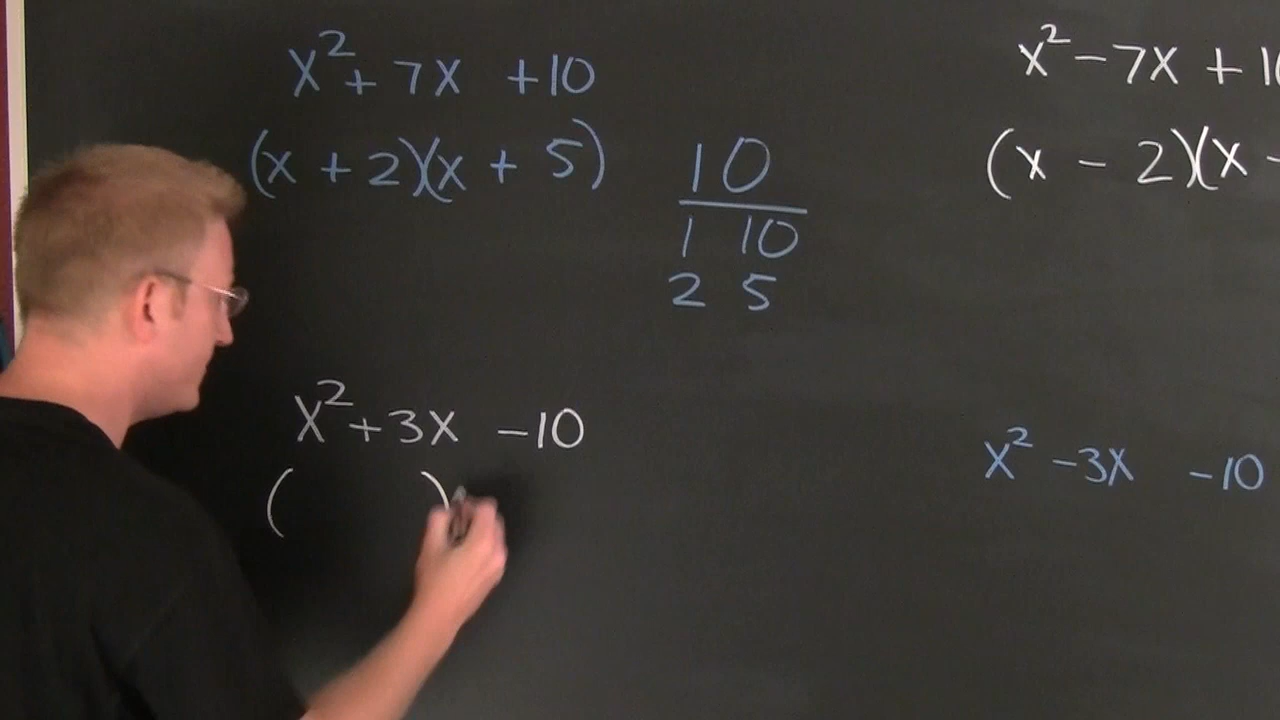 x² + 7x + 10
(x + 2)(x + 5)
10
1 10
2 5
x² - 7x + 10
(x - 2)(x -
x² + 3x - 10
( )
x² - 3x - 10